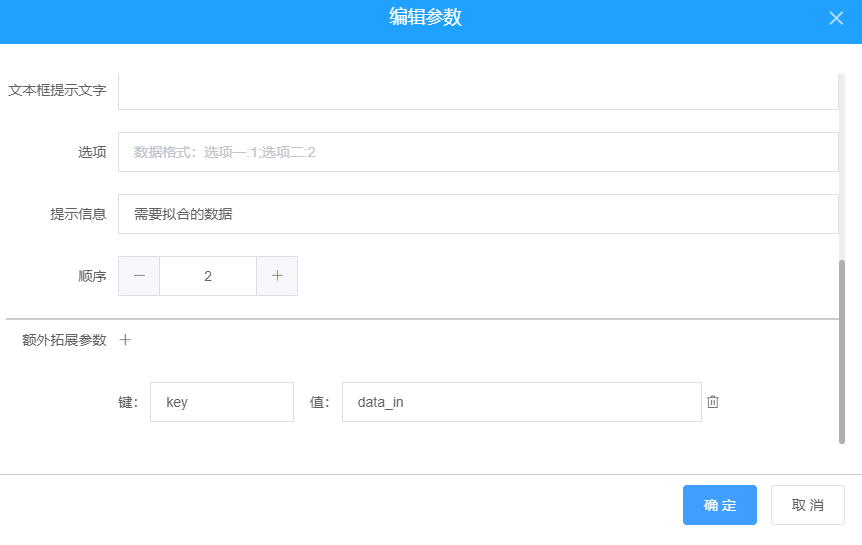 编辑参数
文本框提示文字
选项 数据格式：选项一:1;选项二:2
提示信息 需要拟合的数据
顺序 2
额外拓展参数
键： key 值： data_in
确 定 取 消